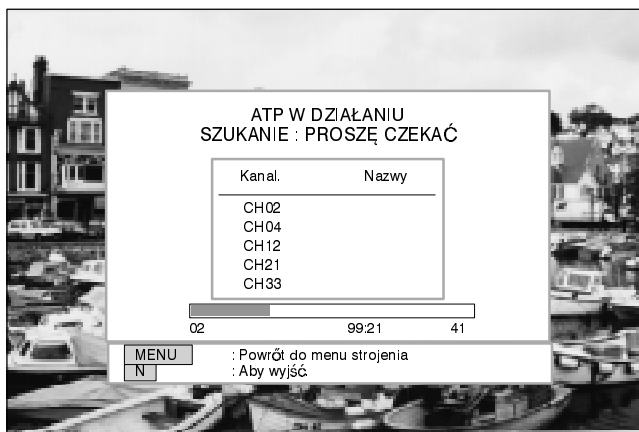 ATP W DZIAŁANIU
SZUKANIE : PROSZĘ CZEKAĆ
Kanal. Nazwy
CH02
CH04
CH12
CH21
CH33
02 99:21 41
MENU : Powrót do menu strojenia
N : Aby wyjść.